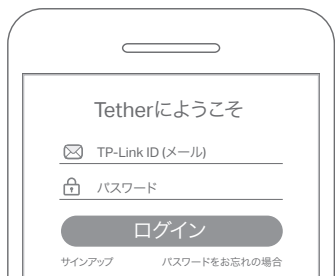 Tetherにようこそ
TP-Link ID (メール)
パスワード
ログイン
サインアップ パスワードをお忘れの場合